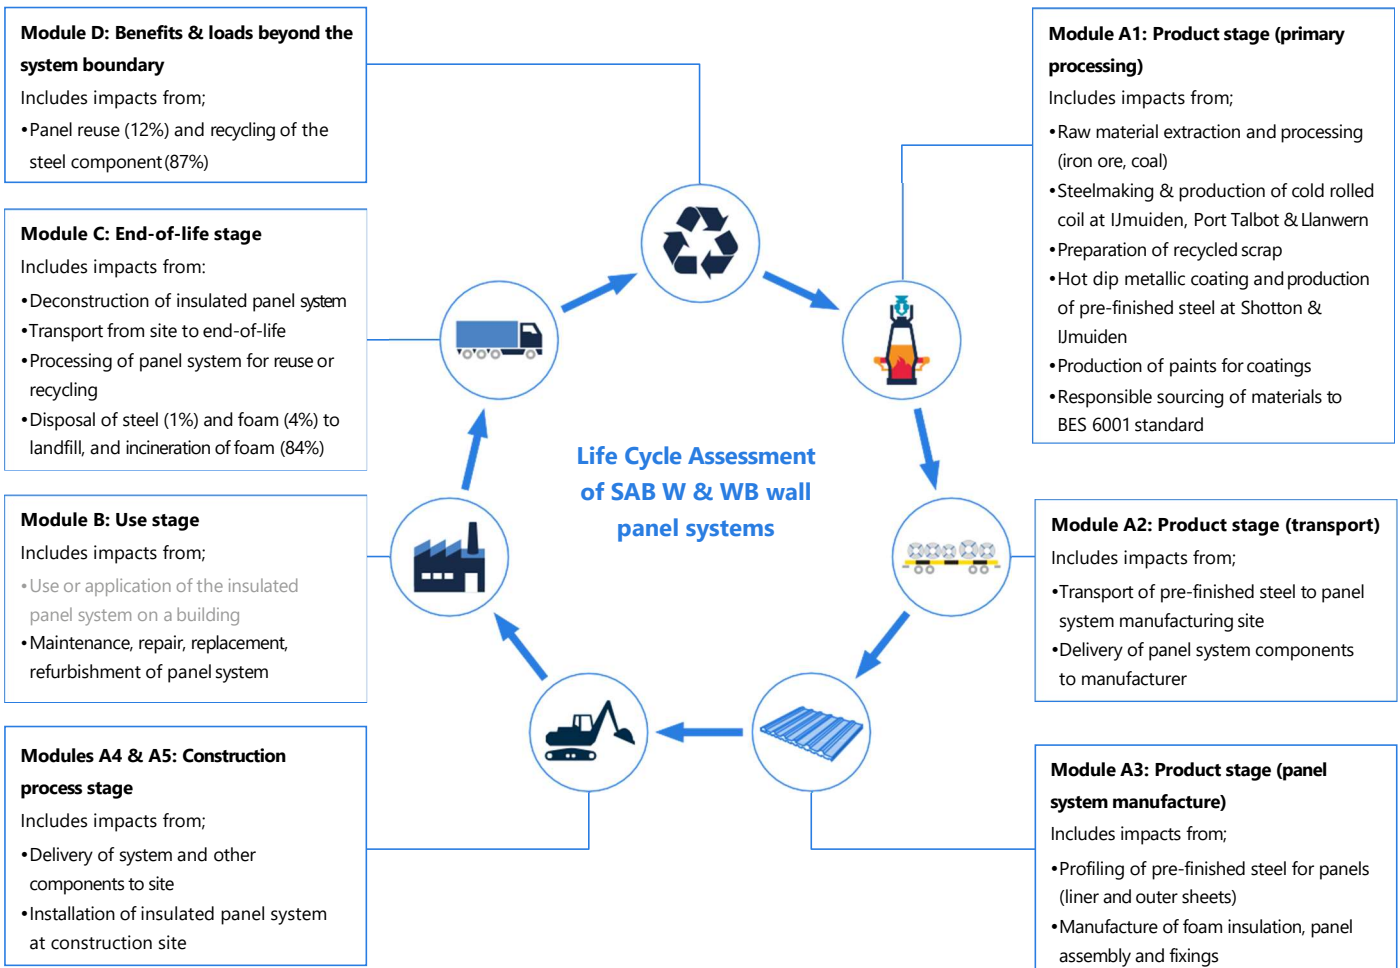 Module D: Benefits & loads beyond the
system boundary
Includes impacts from;
•Panel reuse (12%) and recycling of the
steel component (87%)
Module C: End-of-life stage
Includes impacts from:
•Deconstruction of insulated panel system
•Transport from site to end-of-life
•Processing of panel system for reuse or
recycling
•Disposal of steel (1%) and foam (4%) to
landfill, and incineration of foam (84%)
Module B: Use stage
Includes impacts from;
•Use or application of the insulated
panel system on a building
•Maintenance, repair, replacement,
refurbishment of panel system
Modules A4 & A5: Construction
process stage
Includes impacts from;
•Delivery of system and other
components to site
•Installation of insulated panel system
at construction site
Life Cycle Assessment
of SAB W & WB wall
panel systems
Module A1: Product stage (primary
processing)
Includes impacts from;
•Raw material extraction and processing
(iron ore, coal)
•Steelmaking & production of cold rolled
coil at IJmuiden, Port Talbot & Llanwern
•Preparation of recycled scrap
•Hot dip metallic coating and production
of pre-finished steel at Shotton &
IJmuiden
•Production of paints for coatings
•Responsible sourcing of materials to
BES 6001 standard
Module A2: Product stage (transport)
Includes impacts from;
•Transport of pre-finished steel to panel
system manufacturing site
•Delivery of panel system components
to manufacturer
Module A3: Product stage (panel
system manufacture)
Includes impacts from;
•Profiling of pre-finished steel for panels
(liner and outer sheets)
•Manufacture of foam insulation, panel
assembly and fixings